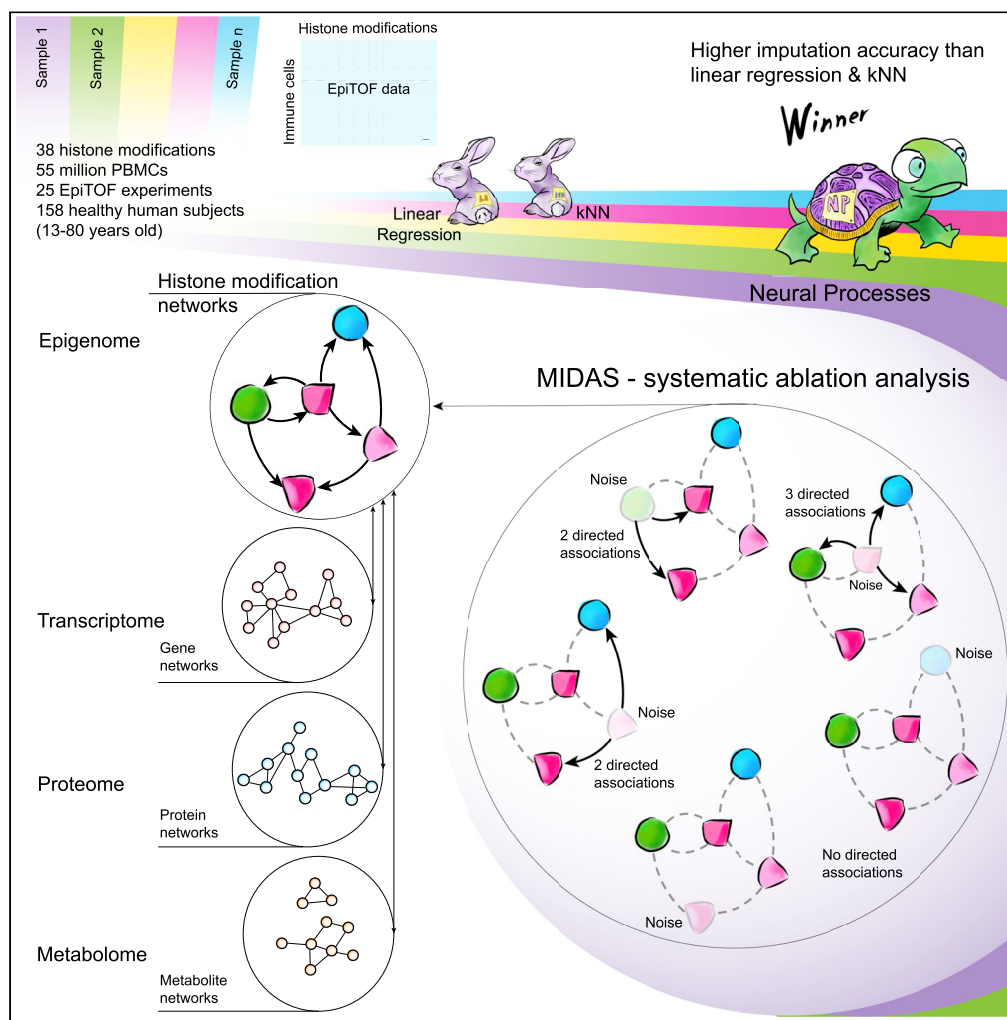 Sample 1
Sample 2
Sample n
Histone modifications
Immune cells
EpiTOF data
Higher imputation accuracy than
linear regression & kNN
Winner
38 histone modifications
55 million PBMCs
25 EpiTOF experiments
158 healthy human subjects
(13-80 years old)
Linear
Regression
kNN
NP
Neural Processes
Histone modification
networks
Epigenome
MIDAS - systematic ablation analysis
Noise
2 directed
associations
3 directed
associations
Noise
Transcriptome
Gene
networks
Noise
2 directed
associations
Noise
Proteome
Protein
networks
No directed
associations
Noise
Metabolome
Metabolite
networks